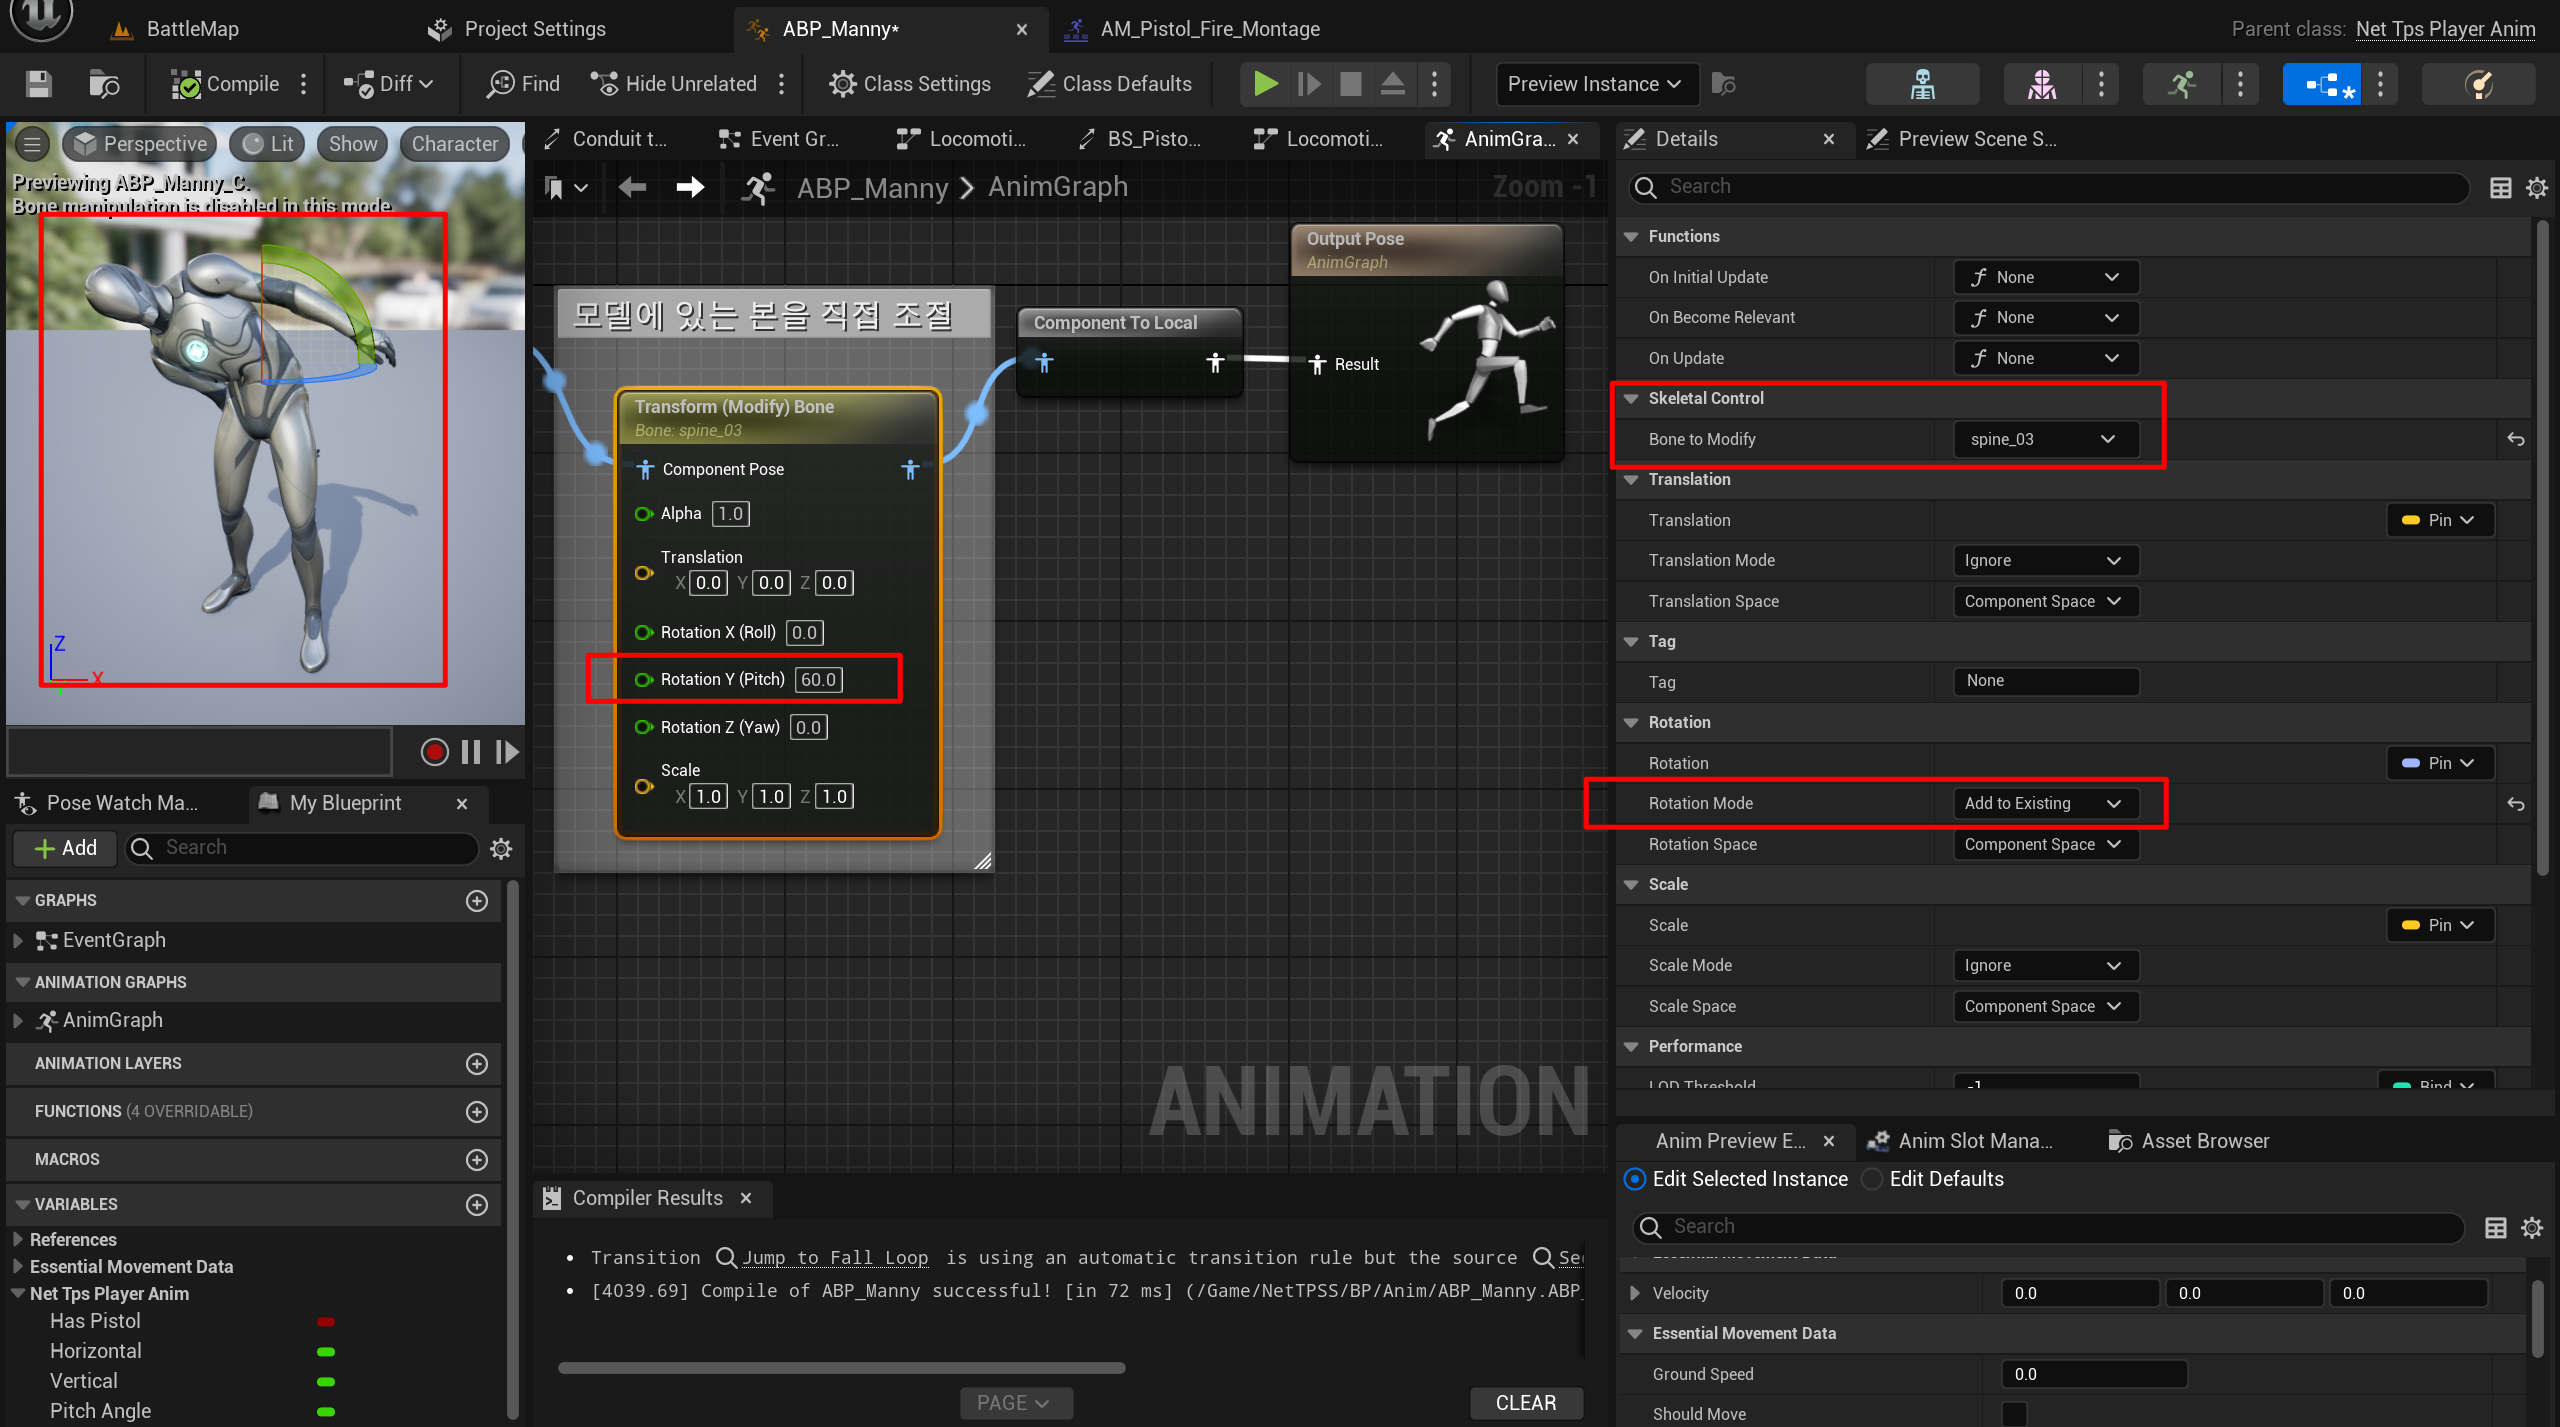 BattleMap
Project Settings
ABP_Manny*
AM_Pistol_Fire_Montage
Parent class: Net Tps Player Anim
Compile
Diff
Find
Hide Unrelated
Class Settings
Class Defaults
Preview Instance
Perspective
Lit
Show
Character
Previewing ABP_Manny_C.
Bone manipulation is disabled in this mode
Z
X
Conduit t...
Event Gr...
Locomoti...
BS_Pisto...
Locomoti...
AnimGra...
ABP_Manny > AnimGraph
Zoom -1
모델에 있는 본을 직접 조절
Transform (Modify) Bone
Bone: spine_03
Component Pose
Alpha 1.0
Translation
X 0.0 Y 0.0 Z 0.0
Rotation X (Roll) 0.0
Rotation Y (Pitch) 60.0
Rotation Z (Yaw) 0.0
Scale
X 1.0 Y 1.0 Z 1.0
Component To Local
Output Pose
AnimGraph
Result
ANIMATION
Pose Watch Ma...
My Blueprint
Add
Search
GRAPHS
EventGraph
ANIMATION GRAPHS
AnimGraph
ANIMATION LAYERS
FUNCTIONS (4 OVERRIDABLE)
MACROS
VARIABLES
References
Essential Movement Data
Net Tps Player Anim
Has Pistol
Horizontal
Vertical
Pitch Angle
Compiler Results
Transition Jump to Fall Loop is using an automatic transition rule but the source
[4039.69] Compile of ABP_Manny successful! [in 72 ms] (/Game/NetTPSS/BP/Anim/ABP_Manny.ABP_
PAGE
CLEAR
Details
Preview Scene S...
Search
Functions
On Initial Update None
On Become Relevant None
On Update None
Skeletal Control
Bone to Modify spine_03
Translation
Translation Pin
Translation Mode Ignore
Translation Space Component Space
Tag
Tag None
Rotation
Rotation Pin
Rotation Mode Add to Existing
Rotation Space Component Space
Scale
Scale Pin
Scale Mode Ignore
Scale Space Component Space
Performance
LOD Threshold -1 Bind
Anim Preview E...
Anim Slot Mana...
Asset Browser
Edit Selected Instance
Edit Defaults
Search
Velocity 0.0 0.0 0.0
Essential Movement Data
Ground Speed 0.0
Should Move